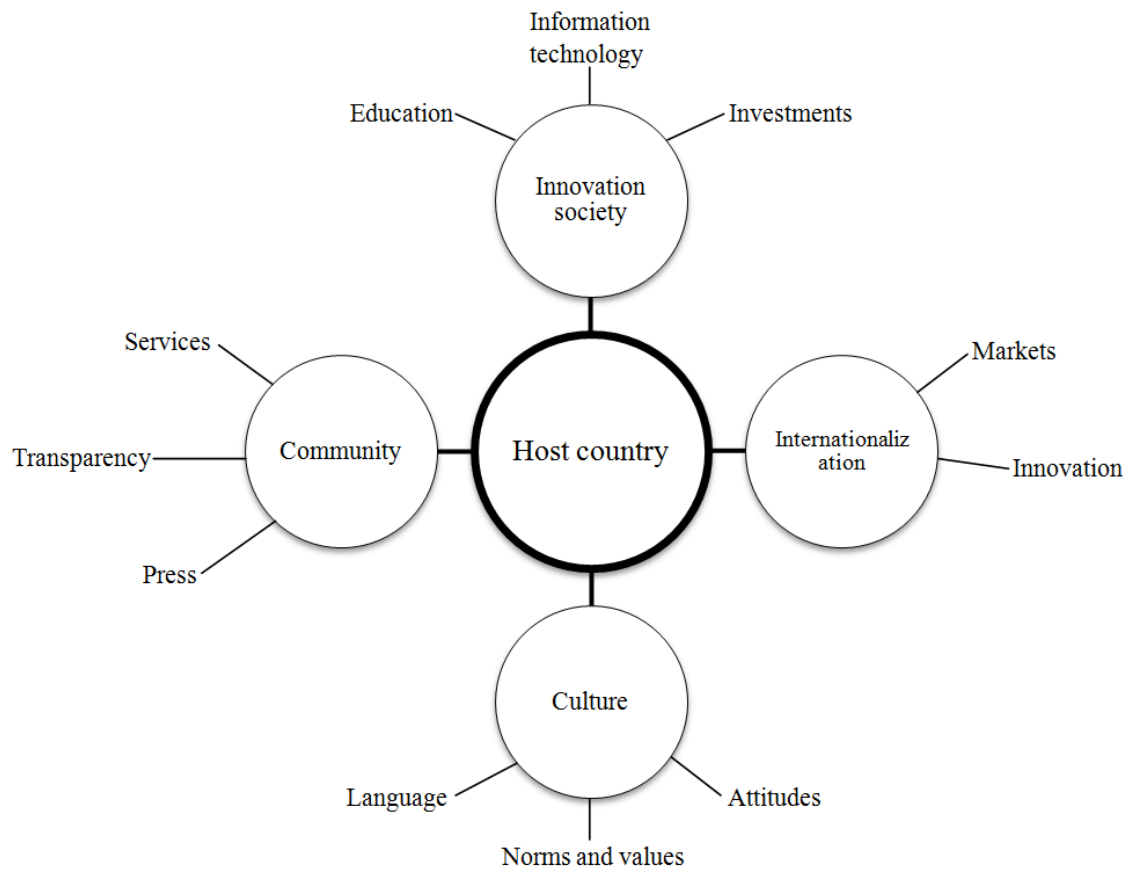 Information
technology
Education
Investments
Innovation
society
Services
Markets
Community
Host country
Internationaliz
ation
Transparency
Innovation
Press
Culture
Language
Attitudes
Norms and values